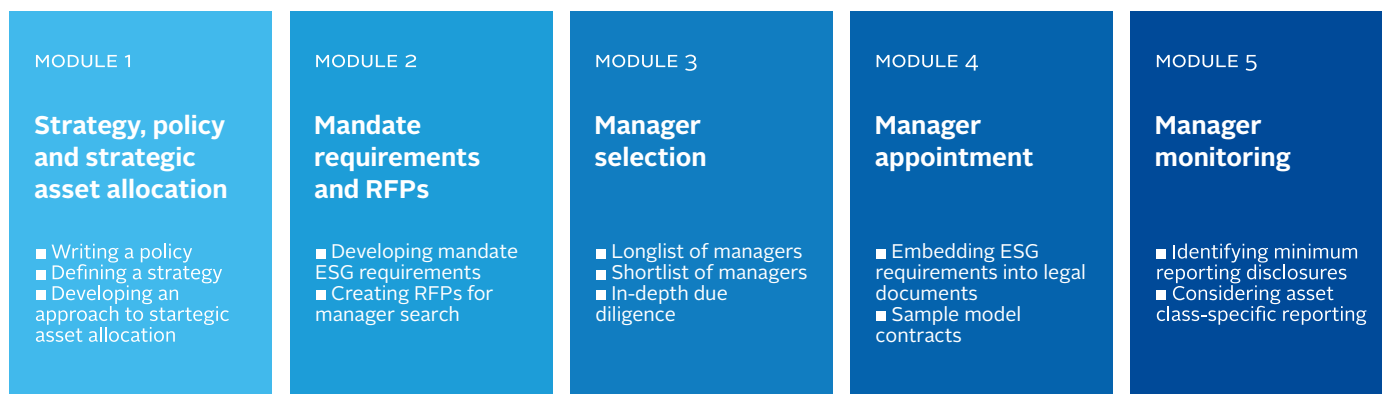 MODULE 1
Strategy, policy
and strategic
asset allocation
■ Writing a policy
■ Defining a strategy
■ Developing an
approach to startegic
asset allocation
MODULE 2
Mandate
requirements
and RFPs
■ Developing mandate
ESG requirements
■ Creating RFPs for
manager search
MODULE 3
Manager
selection
■ Longlist of managers
■ Shortlist of managers
■ In-depth due
diligence
MODULE 4
Manager
appointment
■ Embedding ESG
requirements into legal
documents
■ Sample model
contracts
MODULE 5
Manager
monitoring
■ Identifying minimum
reporting disclosures
■ Considering asset
class-specific reporting